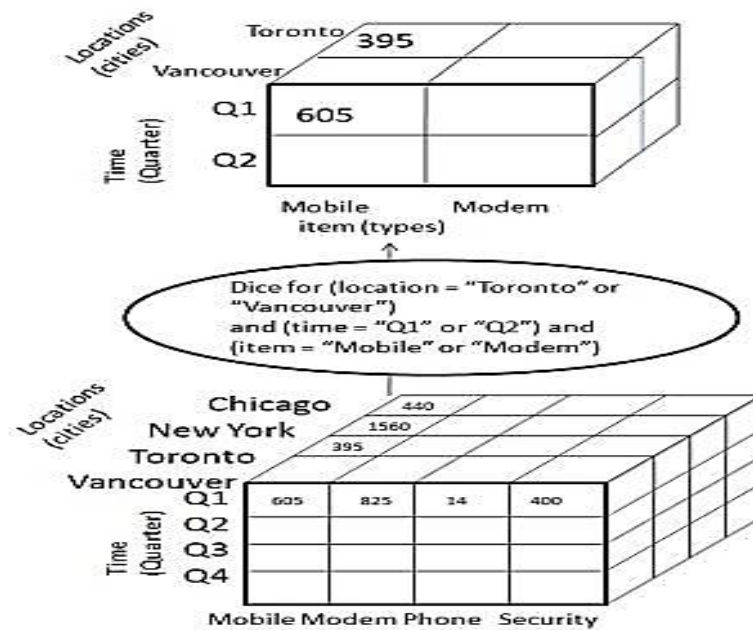 Locations
(cities)
Toronto
395
Vancouver
Time
(Quarter)
Q1
605
Q2
Mobile Modem
item (types)
Dice for (location = “Toronto” or
“Vancouver”)
and (time = “Q1” or “Q2”) and
(item = “Mobile” or “Modem”)
Locations
(cities)
Chicago 440
New York 1560
Toronto 395
Vancouver
Time
(Quarter)
Q1 605 825 14 400
Q2
Q3
Q4
Mobile Modem Phone Security